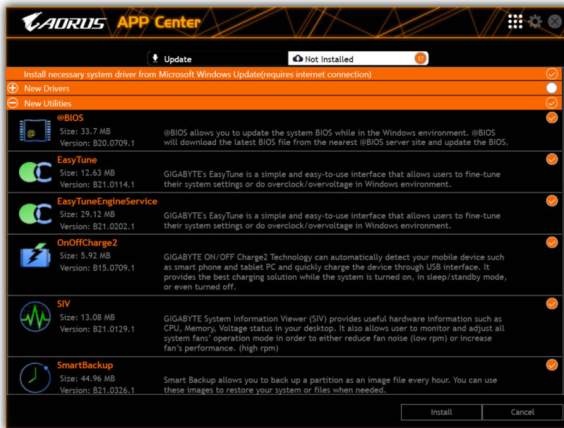 AORUS APP Center
Update
Not Installed
Install necessary system driver from Microsoft Windows Update(requires internet connection)
New Drivers
New Utilities
@BIOS
Size: 33.7 MB
Version: B20.0709.1
@BIOS allows you to update the system BIOS while in the Windows environment. @BIOS
will download the latest BIOS file from the nearest @BIOS server site and update the BIOS.
EasyTune
Size: 12.63 MB
Version: B21.0114.1
GIGABYTE's EasyTune is a simple and easy-to-use interface that allows users to fine-tune
their system settings or do overclock/overvoltage in Windows environment.
EasyTuneEngineService
Size: 29.12 MB
Version: B21.0202.1
GIGABYTE's EasyTune is a simple and easy-to-use interface that allows users to fine-tune
their system settings or do overclock/overvoltage in Windows environment.
OnOffCharge2
Size: 5.92 MB
Version: B15.0709.1
GIGABYTE ON/OFF Charge2 Technology can automatically detect your mobile device such
as smart phone and tablet PC and quickly charge the device through USB interface. It
provides the best charging solution while the system is turned on, in sleep/standby mode,
or even turned off.
SIV
Size: 13.08 MB
Version: B21.0129.1
GIGABYTE System Information Viewer (SIV) provides useful hardware information such as
CPU, Memory, Voltage status in your desktop. It also allows user to monitor and adjust all
system fans' operation mode in order to either reduce fan noise (low rpm) or increase
fan's performance. (high rpm)
SmartBackup
Size: 44.96 MB
Version: B21.0326.1
Smart Backup allows you to back up a partition as an image file every hour. You can use
these images to restore your system or files when needed.
Install
Cancel